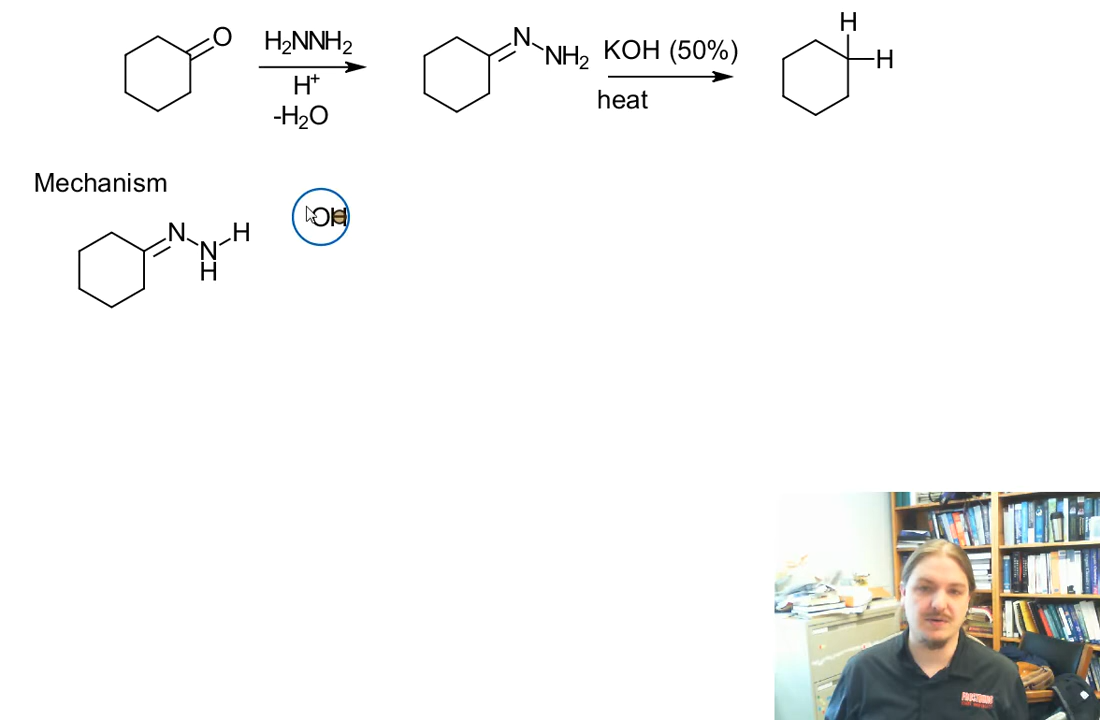 O
H₂NNH₂
H⁺
-H₂O
N
NH₂
KOH (50%)
heat
H
H
Mechanism
N
N
H
H
OH